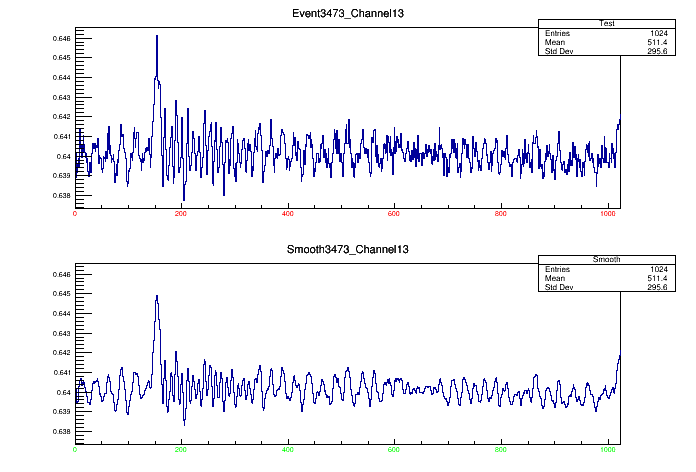 Event3473_Channel13
Test
Entries 1024
Mean 511.4
Std Dev 295.6
0.646
0.645
0.644
0.643
0.642
0.641
0.64
0.639
0.638
0 200 400 600 800 1000
Smooth3473_Channel13
Smooth
Entries 1024
Mean 511.4
Std Dev 295.6
0.646
0.645
0.644
0.643
0.642
0.641
0.64
0.639
0.638
0 200 400 600 800 1000